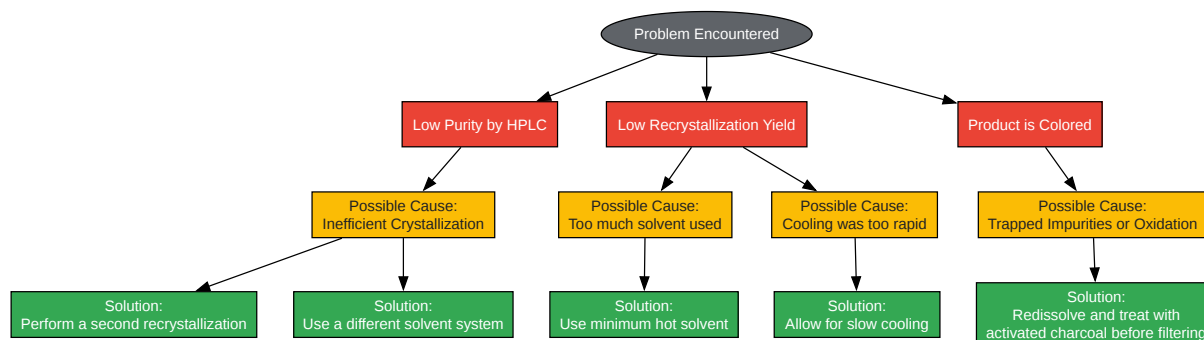 Problem Encountered
Low Purity by HPLC
Low Recrystallization Yield
Product is Colored
Possible Cause:
Inefficient Crystallization
Possible Cause:
Too much solvent used
Possible Cause:
Cooling was too rapid
Possible Cause:
Trapped Impurities or Oxidation
Solution:
Perform a second recrystallization
Solution:
Use a different solvent system
Solution:
Use minimum hot solvent
Solution:
Allow for slow cooling
Solution:
Redissolve and treat with
activated charcoal before filtering